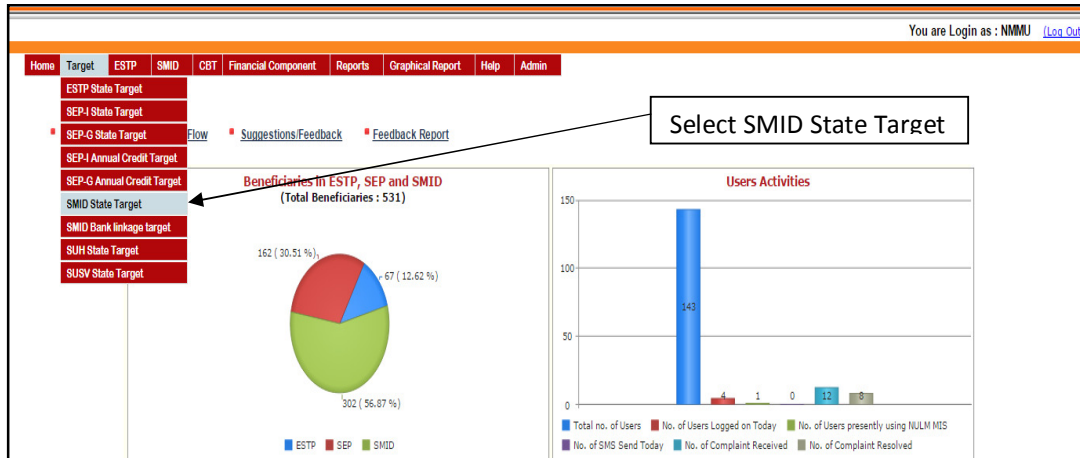 You are Login as : NMMU (Log Out
Home Target ESTP SMID CBT Financial Component Reports Graphical Report Help Admin
ESTP State Target
SEP-I State Target
SEP-G State Target
SEP-I Annual Credit Target
SEP-G Annual Credit Target
SMID State Target
SMID Bank linkage target
SUH State Target
SUSV State Target
Flow Suggestions/Feedback Feedback Report
Select SMID State Target
Beneficiaries in ESTP, SEP and SMID
(Total Beneficiaries : 531)
162 ( 30.51 %)
67 ( 12.62 %)
302 ( 56.87 %)
ESTP SEP SMID
Users Activities
150
100
50
0
143
4
1
0
12
8
Total no. of Users No. of Users Logged on Today No. of Users presently using NULM MIS
No. of SMS Send Today No. of Complaint Received No. of Complaint Resolved